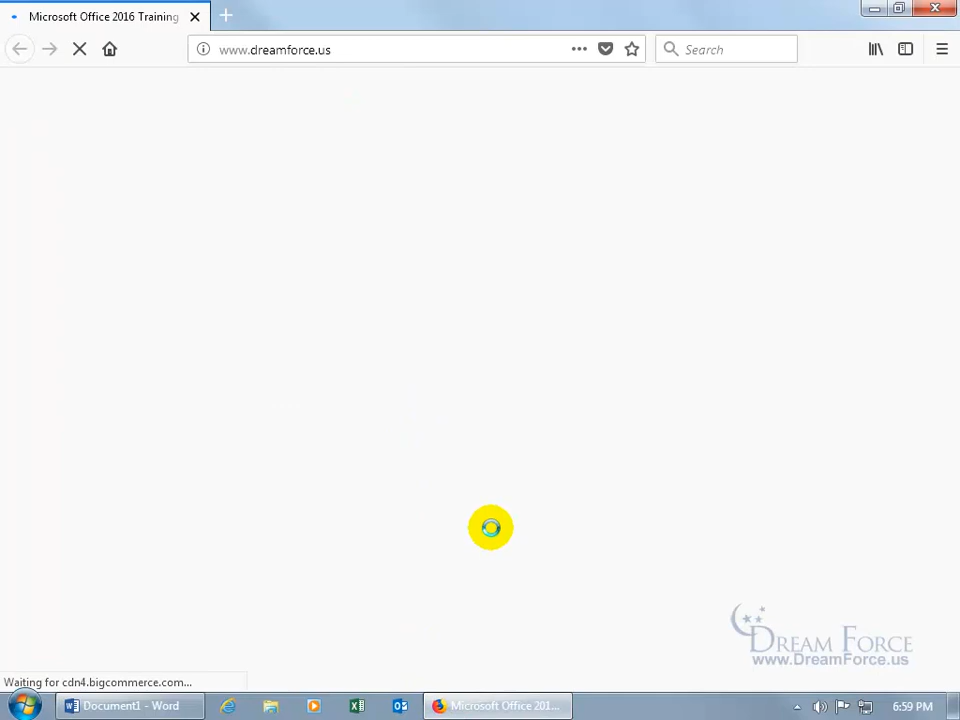 Microsoft Office 2016 Training
www.dreamforce.us
Search
DREAM FORCE
www.DreamForce.us
Waiting for cdn4.bigcommerce.com...
Document1 - Word
Microsoft Office 201...
6:59 PM